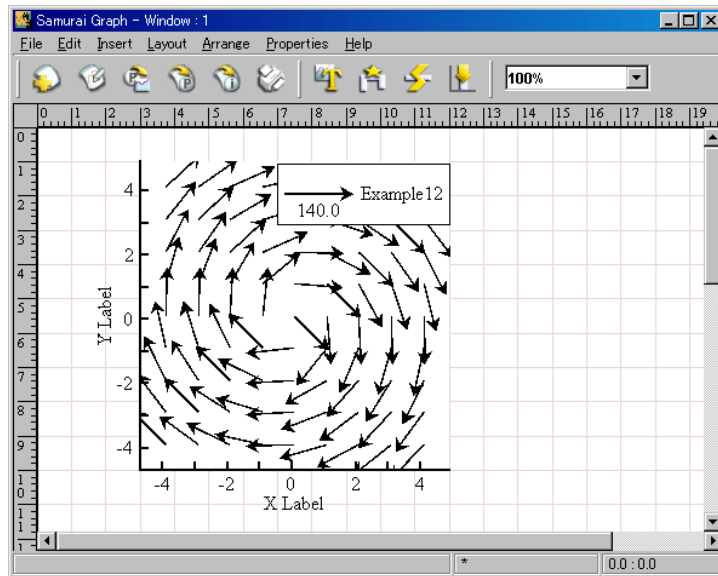 Samurai Graph - Window : 1
File Edit Insert Layout Arrange Properties Help
100%
0 1 2 3 4 5 6 7 8 9 10 11 12 13 14 15 16 17 18 19
0
1
2
3
4
5
6
7
8
9
10
11
1
Example12
140.0
4
2
0
-2
-4
Y Label
-4 -2 0 2 4
X Label
* 0.0 : 0.0